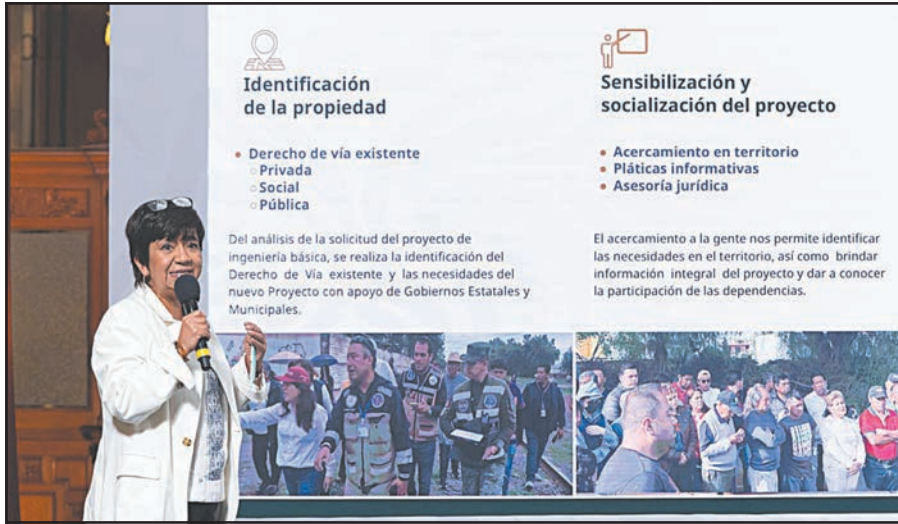 Identificación
de la propiedad
• Derecho de vía existente
○ Privada
○ Social
○ Pública
Del análisis de la solicitud del proyecto de
ingeniería básica, se realiza la identificación del
Derecho de Vía existente y las necesidades del
nuevo Proyecto con apoyo de Gobiernos Estatales y
Municipales.
Sensibilización y
socialización del proyecto
• Acercamiento en territorio
• Pláticas informativas
• Asesoría jurídica
El acercamiento a la gente nos permite identificar
las necesidades en el territorio, así como brindar
información integral del proyecto y dar a conocer
la participación de las dependencias.